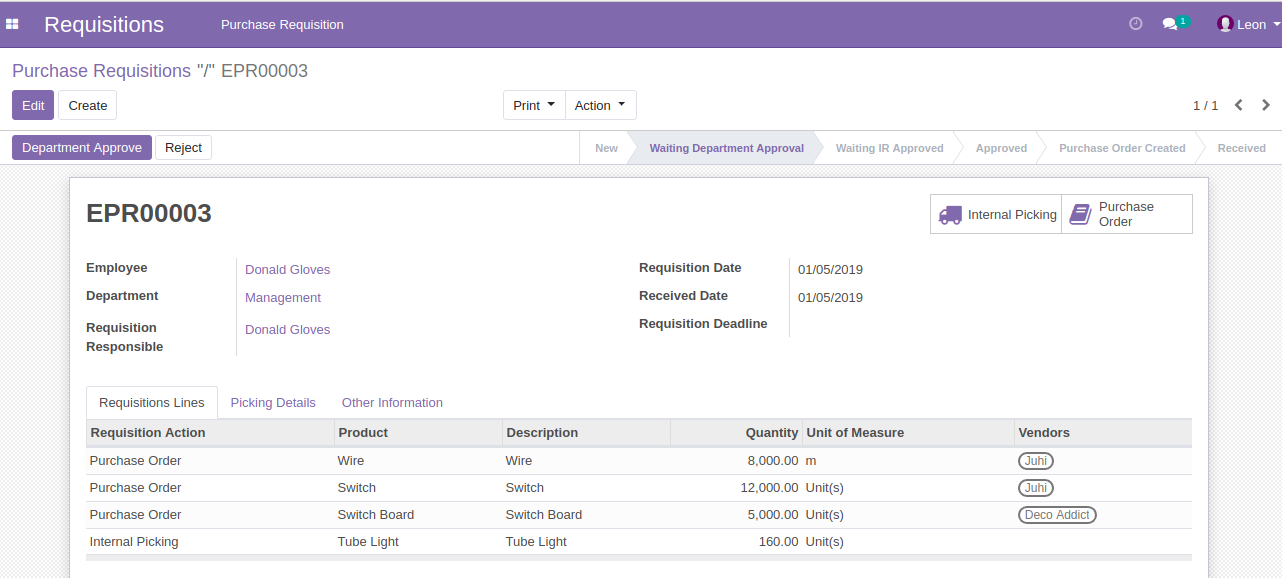 Requisitions Purchase Requisition 1 Leon
Purchase Requisitions "/" EPR00003
Edit Create Print Action 1 / 1
Department Approve Reject New Waiting Department Approval Waiting IR Approved Approved Purchase Order Created Received
EPR00003
Internal Picking
Purchase
Order
Employee Donald Gloves Requisition Date 01/05/2019
Department Management Received Date 01/05/2019
Requisition
Responsible
Donald Gloves
Requisition Deadline
Requisitions Lines Picking Details Other Information
Requisition Action Product Description Quantity Unit of Measure Vendors
Purchase Order Wire Wire 8,000.00 m Juhi
Purchase Order Switch Switch 12,000.00 Unit(s) Juhi
Purchase Order Switch Board Switch Board 5,000.00 Unit(s) Deco Addict
Internal Picking Tube Light Tube Light 160.00 Unit(s)